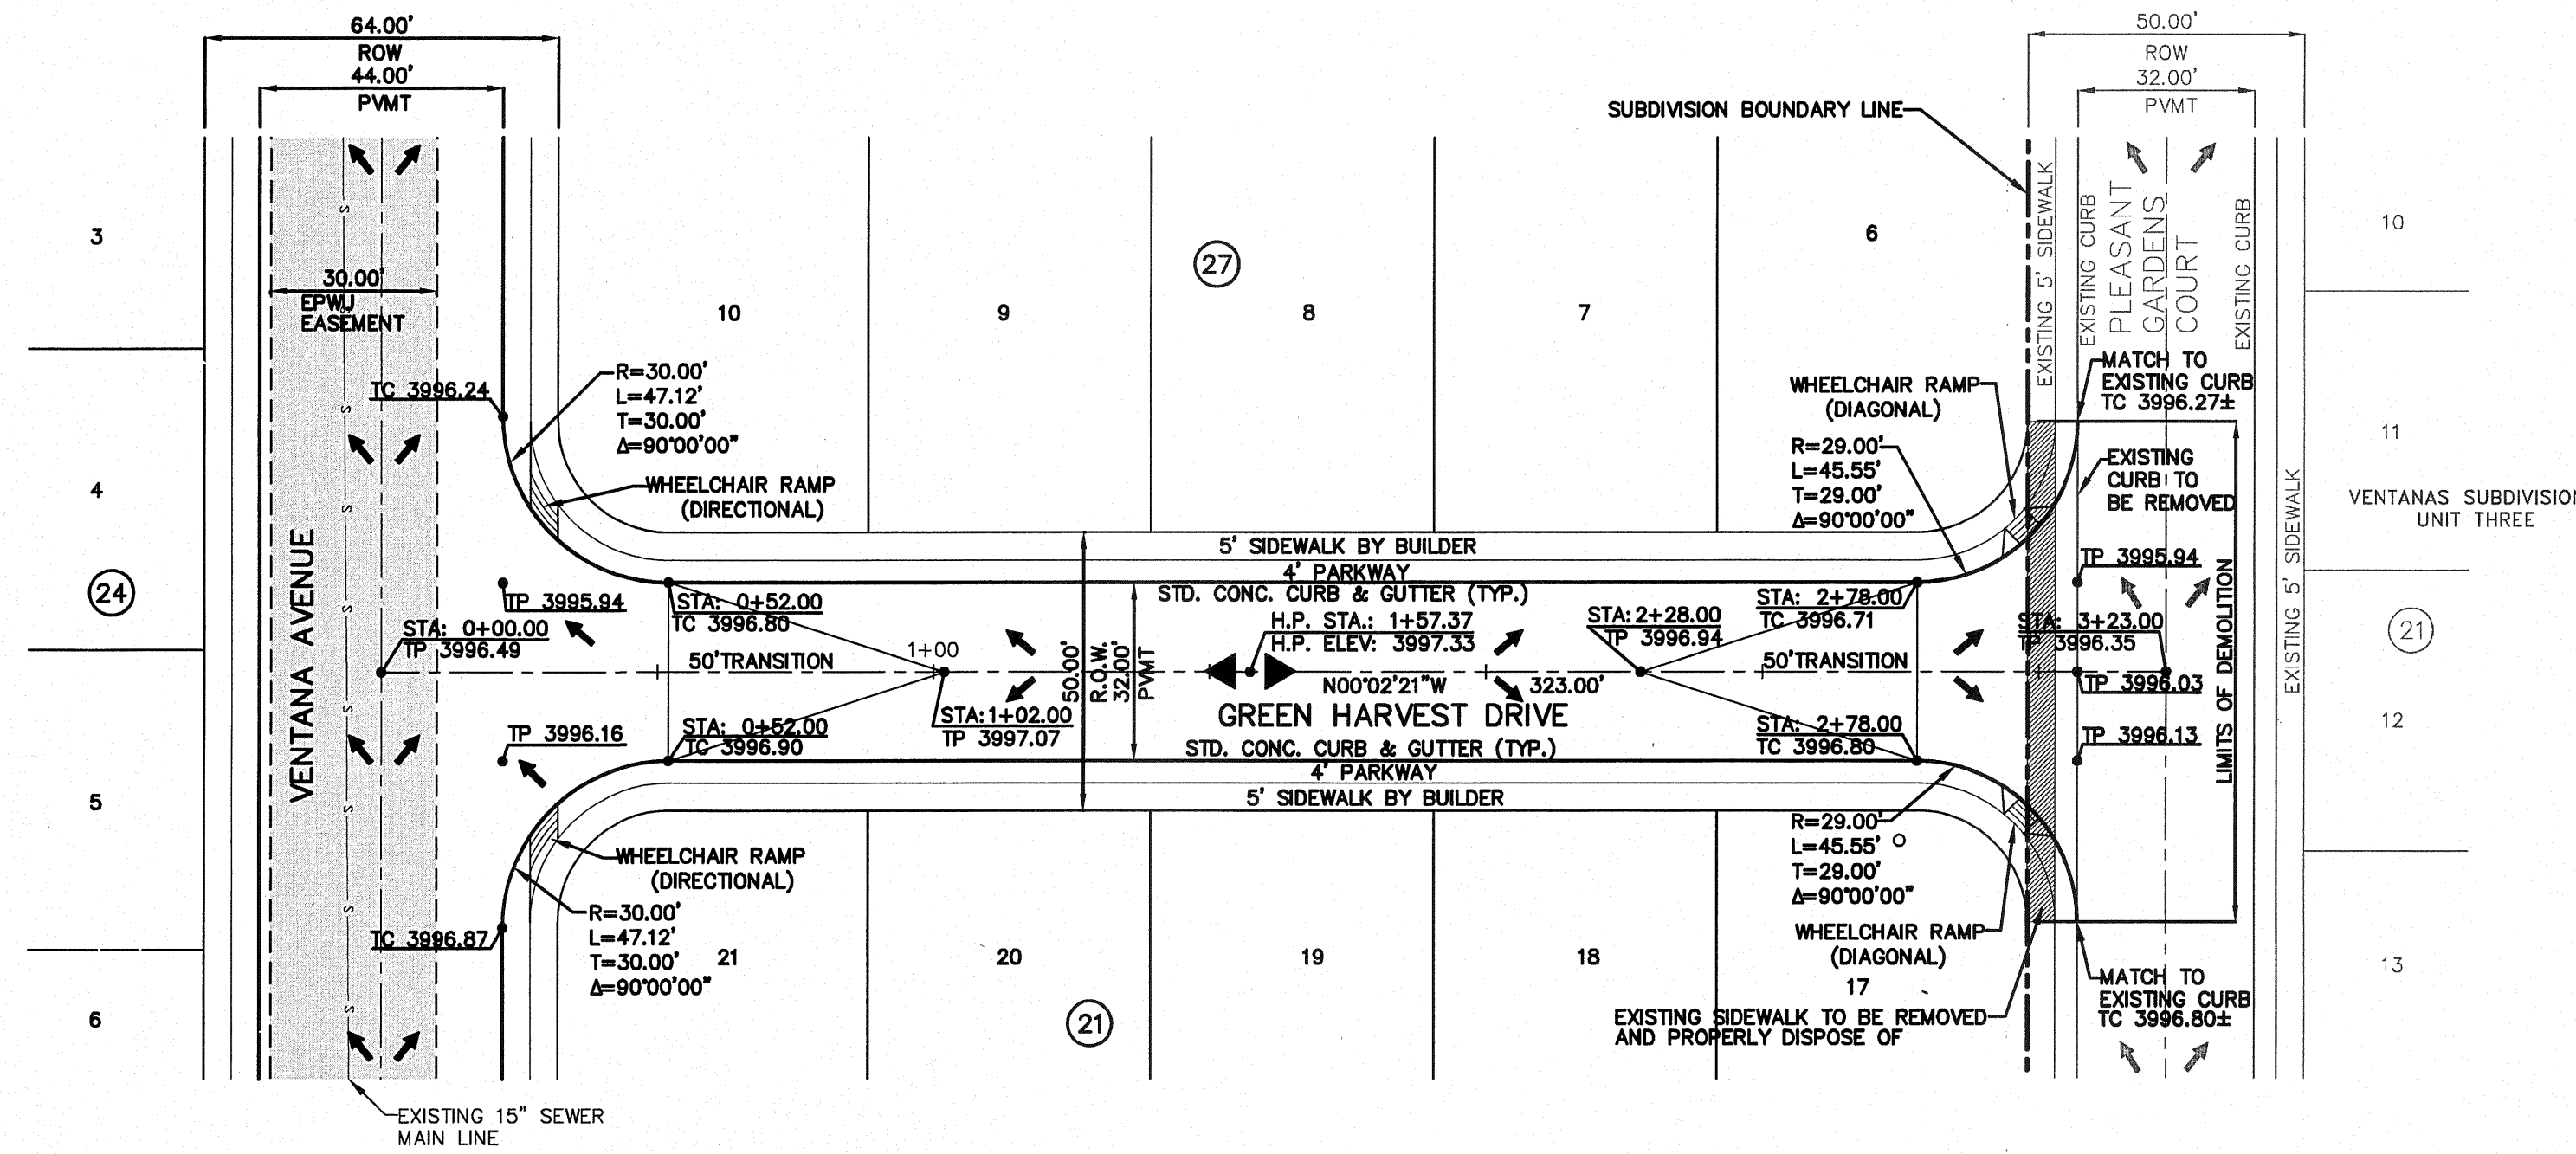 64.00'
ROW
44.00'
PVMT
50.00'
ROW
32.00'
PVMT
SUBDIVISION BOUNDARY LINE
3
30.00'
EPWU
EASEMENT
10
9
27
8
7
6
EXISTING 5' SIDEWALK
EXISTING CURB
PLEASANT
GARDENS
COURT
EXISTING CURB
10
TC 3996.24
R=30.00'
L=47.12'
T=30.00'
Δ=90°00'00"
WHEELCHAIR RAMP
(DIRECTIONAL)
WHEELCHAIR RAMP
(DIAGONAL)
R=29.00'
L=45.55'
T=29.00'
Δ=90°00'00"
MATCH TO
EXISTING CURB
TC 3996.27±
EXISTING
CURB TO
BE REMOVED
11
VENTANAS SUBDIVISION
UNIT THREE
4
24
VENTANA AVENUE
5' SIDEWALK BY BUILDER
4' PARKWAY
STD. CONC. CURB & GUTTER (TYP.)
TP 3995.94
STA: 0+00.00
TP 3996.49
STA: 0+52.00
TC 3996.80
50'TRANSITION
1+00
H.P. STA.: 1+57.37
H.P. ELEV: 3997.33
STA: 2+28.00
TP 3996.94
STA: 2+78.00
TC 3996.71
50'TRANSITION
TP 3995.94
STA: 3+23.00
TP 3996.35
TP 3996.03
TP 3996.13
LIMITS OF DEMOLITION
EXISTING 5' SIDEWALK
21
12
50.00'
R.O.W.
32.00'
PVMT
N00°02'21"W
323.00'
GREEN HARVEST DRIVE
STA: 1+02.00
TP 3997.07
TP 3996.16
STA: 0+52.00
TC 3996.90
STA: 2+78.00
TC 3996.80
STD. CONC. CURB & GUTTER (TYP.)
4' PARKWAY
5' SIDEWALK BY BUILDER
5
WHEELCHAIR RAMP
(DIRECTIONAL)
R=30.00'
L=47.12'
T=30.00'
Δ=90°00'00"
TC 3996.87
R=29.00'
L=45.55'
T=29.00'
Δ=90°00'00"
WHEELCHAIR RAMP
(DIAGONAL)
21
20
19
18
17
13
MATCH TO
EXISTING CURB
TC 3996.80±
EXISTING SIDEWALK TO BE REMOVED
AND PROPERLY DISPOSE OF
6
21
EXISTING 15" SEWER
MAIN LINE
S
S
S
S
S
S
S
S